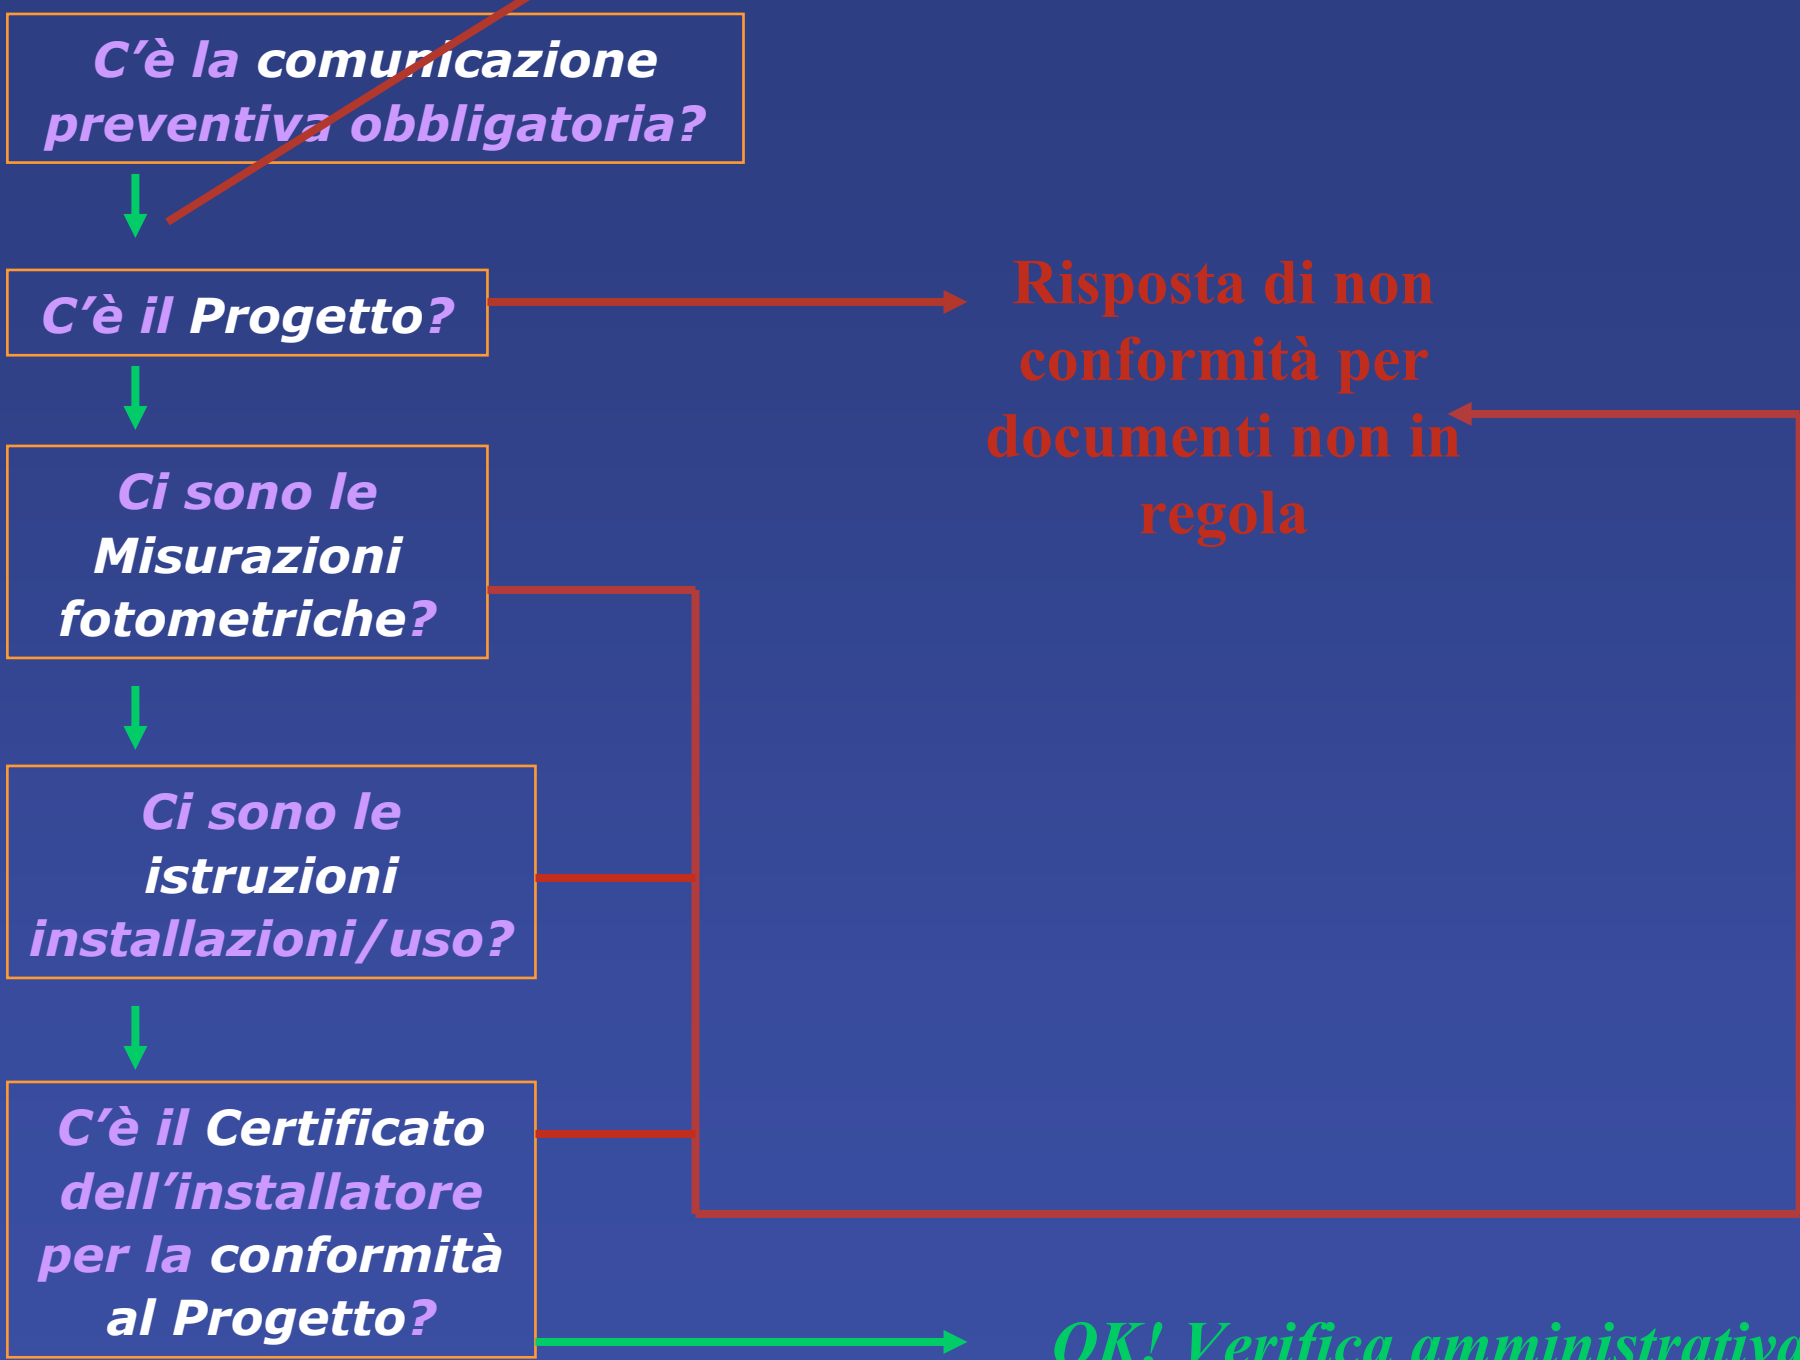 C’è la comunicazione
preventiva obbligatoria?
C’è il Progetto?
Risposta di non
conformità per
documenti non in
regola
Ci sono le
Misurazioni
fotometriche?
Ci sono le
istruzioni
installazioni/uso?
C’è il Certificato
dell’installatore
per la conformità
al Progetto?
OK! Verifica amministrativa